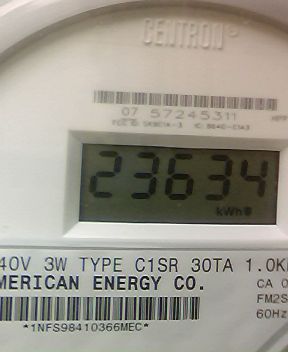 CENTRON®
07 57245311
23634
kWh
40V 3W TYPE C1SR 30TA 1.0K
MERICAN ENERGY CO.
CA 0
FM2S
60Hz
*1NFS98410366MEC*